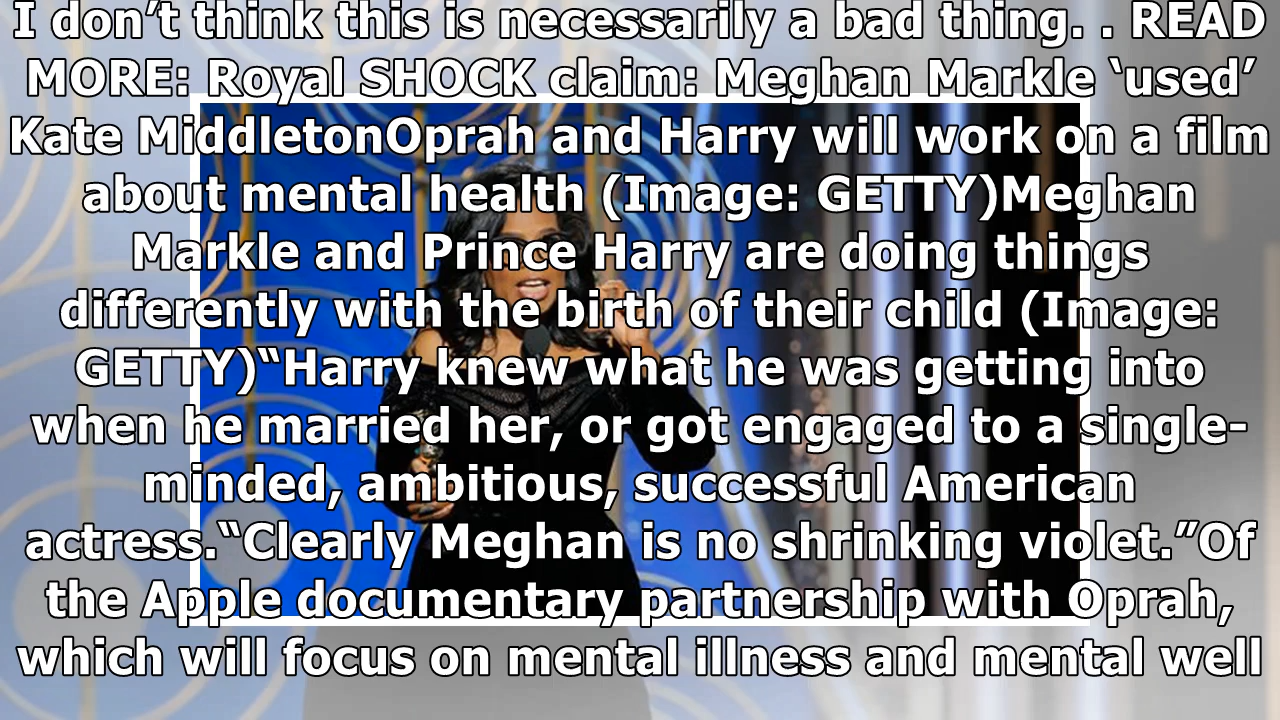 I don’t think this is necessarily a bad thing. . READ
MORE: Royal SHOCK claim: Meghan Markle ‘used’
Kate MiddletonOprah and Harry will work on a film
about mental health (Image: GETTY)Meghan
Markle and Prince Harry are doing things
differently with the birth of their child (Image:
GETTY)“Harry knew what he was getting into
when he married her, or got engaged to a single-
minded, ambitious, successful American
actress.“Clearly Meghan is no shrinking violet.”Of
the Apple documentary partnership with Oprah,
which will focus on mental illness and mental well